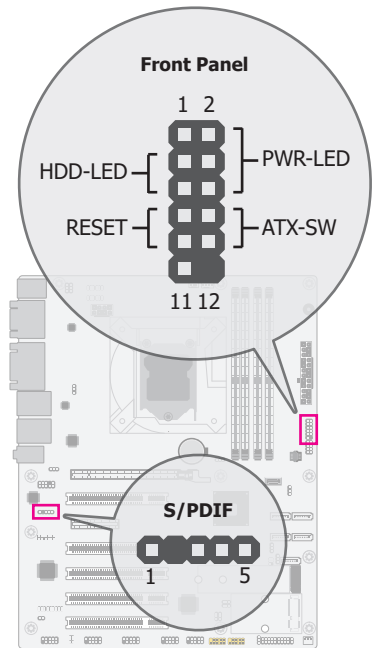 Front Panel
1 2
HDD-LED
PWR-LED
RESET
ATX-SW
11 12
S/PDIF
1 5